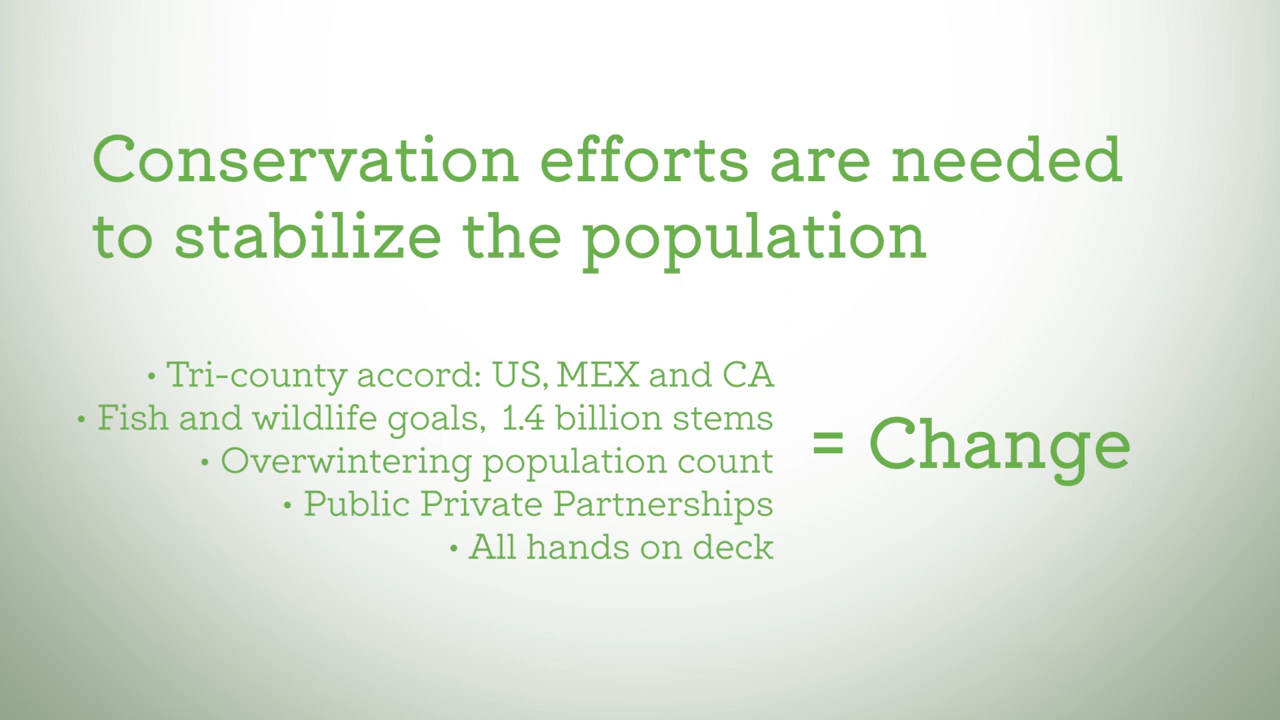 Conservation efforts are needed
to stabilize the population
• Tri-county accord: US, MEX and CA
• Fish and wildlife goals, 1.4 billion stems
• Overwintering population count
• Public Private Partnerships
• All hands on deck
= Change